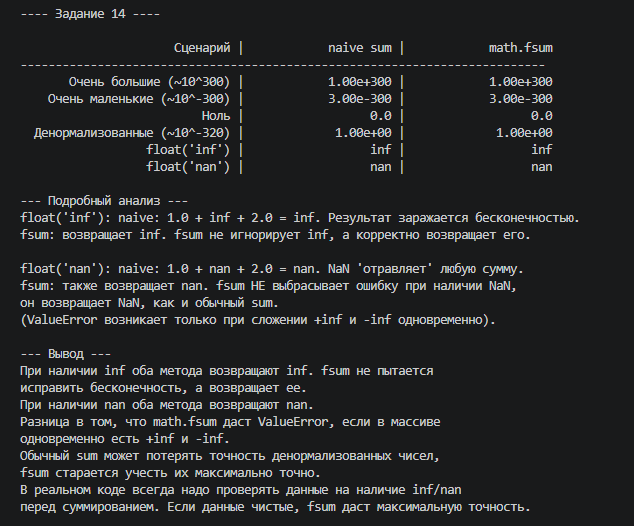 ---- Задание 14 ----
Сценарий | naive sum | math.fsum
----------------------------------------------------------------------
Очень большие (~10^300) | 1.00e+300 | 1.00e+300
Очень маленькие (~10^-300) | 3.00e-300 | 3.00e-300
Ноль | 0.0 | 0.0
Денормализованные (~10^-320) | 1.00e+00 | 1.00e+00
float('inf') | inf | inf
float('nan') | nan | nan
--- Подробный анализ ---
float('inf'): naive: 1.0 + inf + 2.0 = inf. Результат заражается бесконечностью.
fsum: возвращает inf. fsum не игнорирует inf, а корректно возвращает его.
float('nan'): naive: 1.0 + nan + 2.0 = nan. NaN 'отравляет' любую сумму.
fsum: также возвращает nan. fsum НЕ выбрасывает ошибку при наличии NaN,
он возвращает NaN, как и обычный sum.
(ValueError возникает только при сложении +inf и -inf одновременно).
--- Вывод ---
При наличии inf оба метода возвращают inf. fsum не пытается
исправить бесконечность, а возвращает ее.
При наличии nan оба метода возвращают nan.
Разница в том, что math.fsum даст ValueError, если в массиве
одновременно есть +inf и -inf.
Обычный sum может потерять точность денормализованных чисел,
fsum старается учесть их максимально точно.
В реальном коде всегда надо проверять данные на наличие inf/nan
перед суммированием. Если данные чистые, fsum даст максимальную точность.